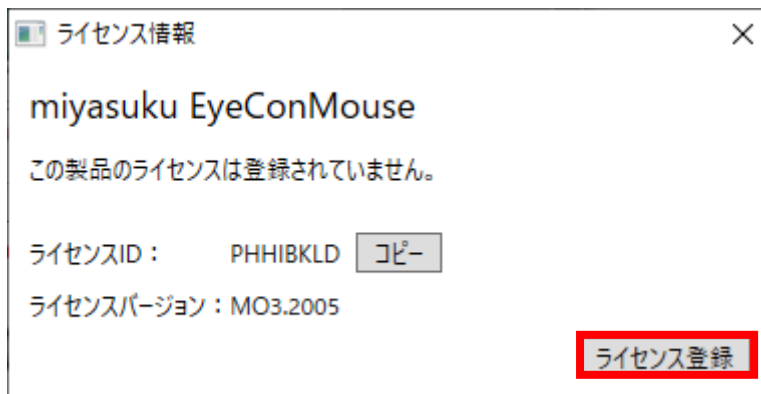 ライセンス情報
miyasuku EyeConMouse
この製品のライセンスは登録されていません。
ライセンスID： PHHIBKLD コピー
ライセンスバージョン：MO3.2005
ライセンス登録